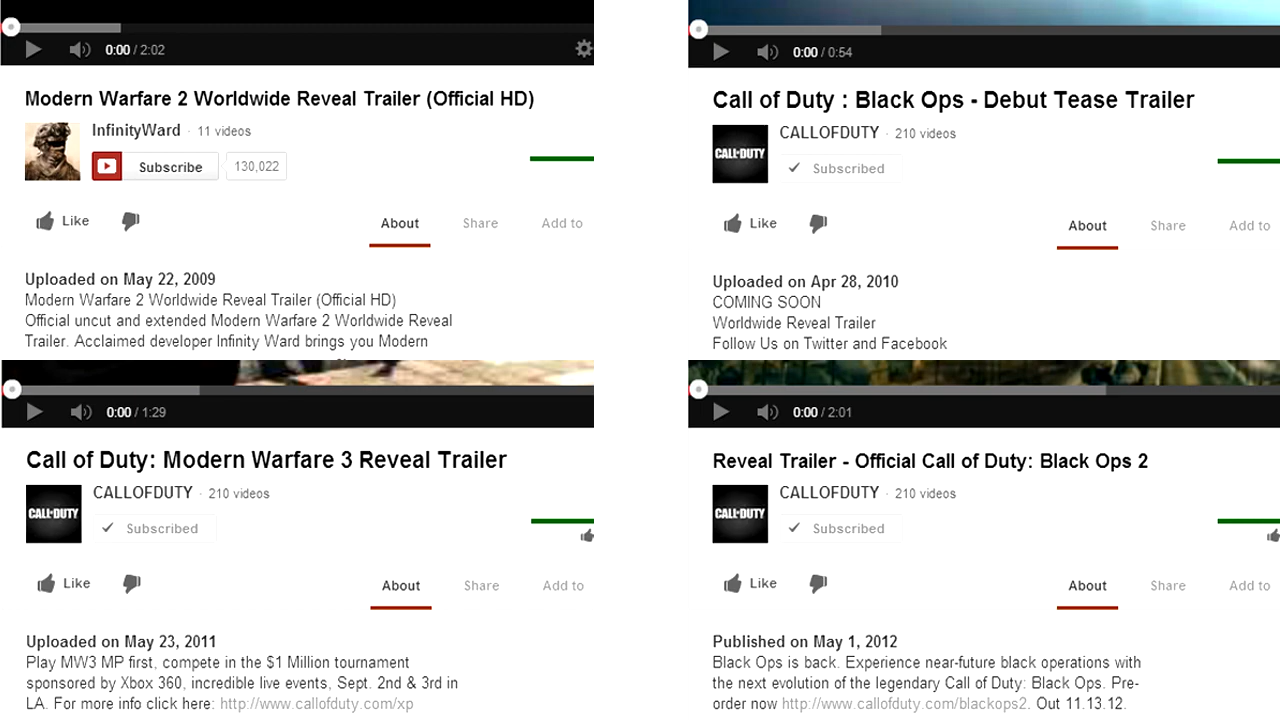 0:00 / 2:02
Modern Warfare 2 Worldwide Reveal Trailer (Official HD)
InfinityWard · 11 videos
Subscribe 130,022
Like About Share Add to
Uploaded on May 22, 2009
Modern Warfare 2 Worldwide Reveal Trailer (Official HD)
Official uncut and extended Modern Warfare 2 Worldwide Reveal
Trailer. Acclaimed developer Infinity Ward brings you Modern
0:00 / 0:54
Call of Duty : Black Ops - Debut Tease Trailer
CALL OF DUTY
CALLOFDUTY · 210 videos
Subscribed
Like About Share Add to
Uploaded on Apr 28, 2010
COMING SOON
Worldwide Reveal Trailer
Follow Us on Twitter and Facebook
0:00 / 1:29
Call of Duty: Modern Warfare 3 Reveal Trailer
CALL OF DUTY
CALLOFDUTY · 210 videos
Subscribed
Like About Share Add to
Uploaded on May 23, 2011
Play MW3 MP first, compete in the $1 Million tournament
sponsored by Xbox 360, incredible live events, Sept. 2nd & 3rd in
LA. For more info click here: http://www.callofduty.com/xp
0:00 / 2:01
Reveal Trailer - Official Call of Duty: Black Ops 2
CALL OF DUTY
CALLOFDUTY · 210 videos
Subscribed
Like About Share Add to
Published on May 1, 2012
Black Ops is back. Experience near-future black operations with
the next evolution of the legendary Call of Duty: Black Ops. Pre-
order now http://www.callofduty.com/blackops2. Out 11.13.12.